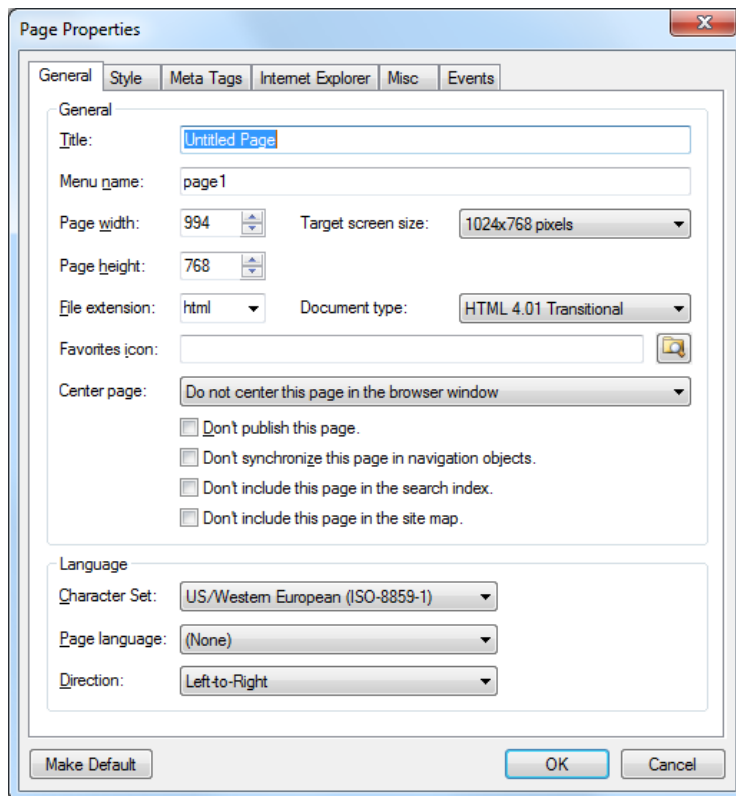 Page Properties
General Style Meta Tags Internet Explorer Misc Events
General
Title: Untitled Page
Menu name: page1
Page width: 994 Target screen size: 1024x768 pixels
Page height: 768
File extension: html Document type: HTML 4.01 Transitional
Favorites icon:
Center page: Do not center this page in the browser window
Don't publish this page.
Don't synchronize this page in navigation objects.
Don't include this page in the search index.
Don't include this page in the site map.
Language
Character Set: US/Western European (ISO-8859-1)
Page language: (None)
Direction: Left-to-Right
Make Default OK Cancel